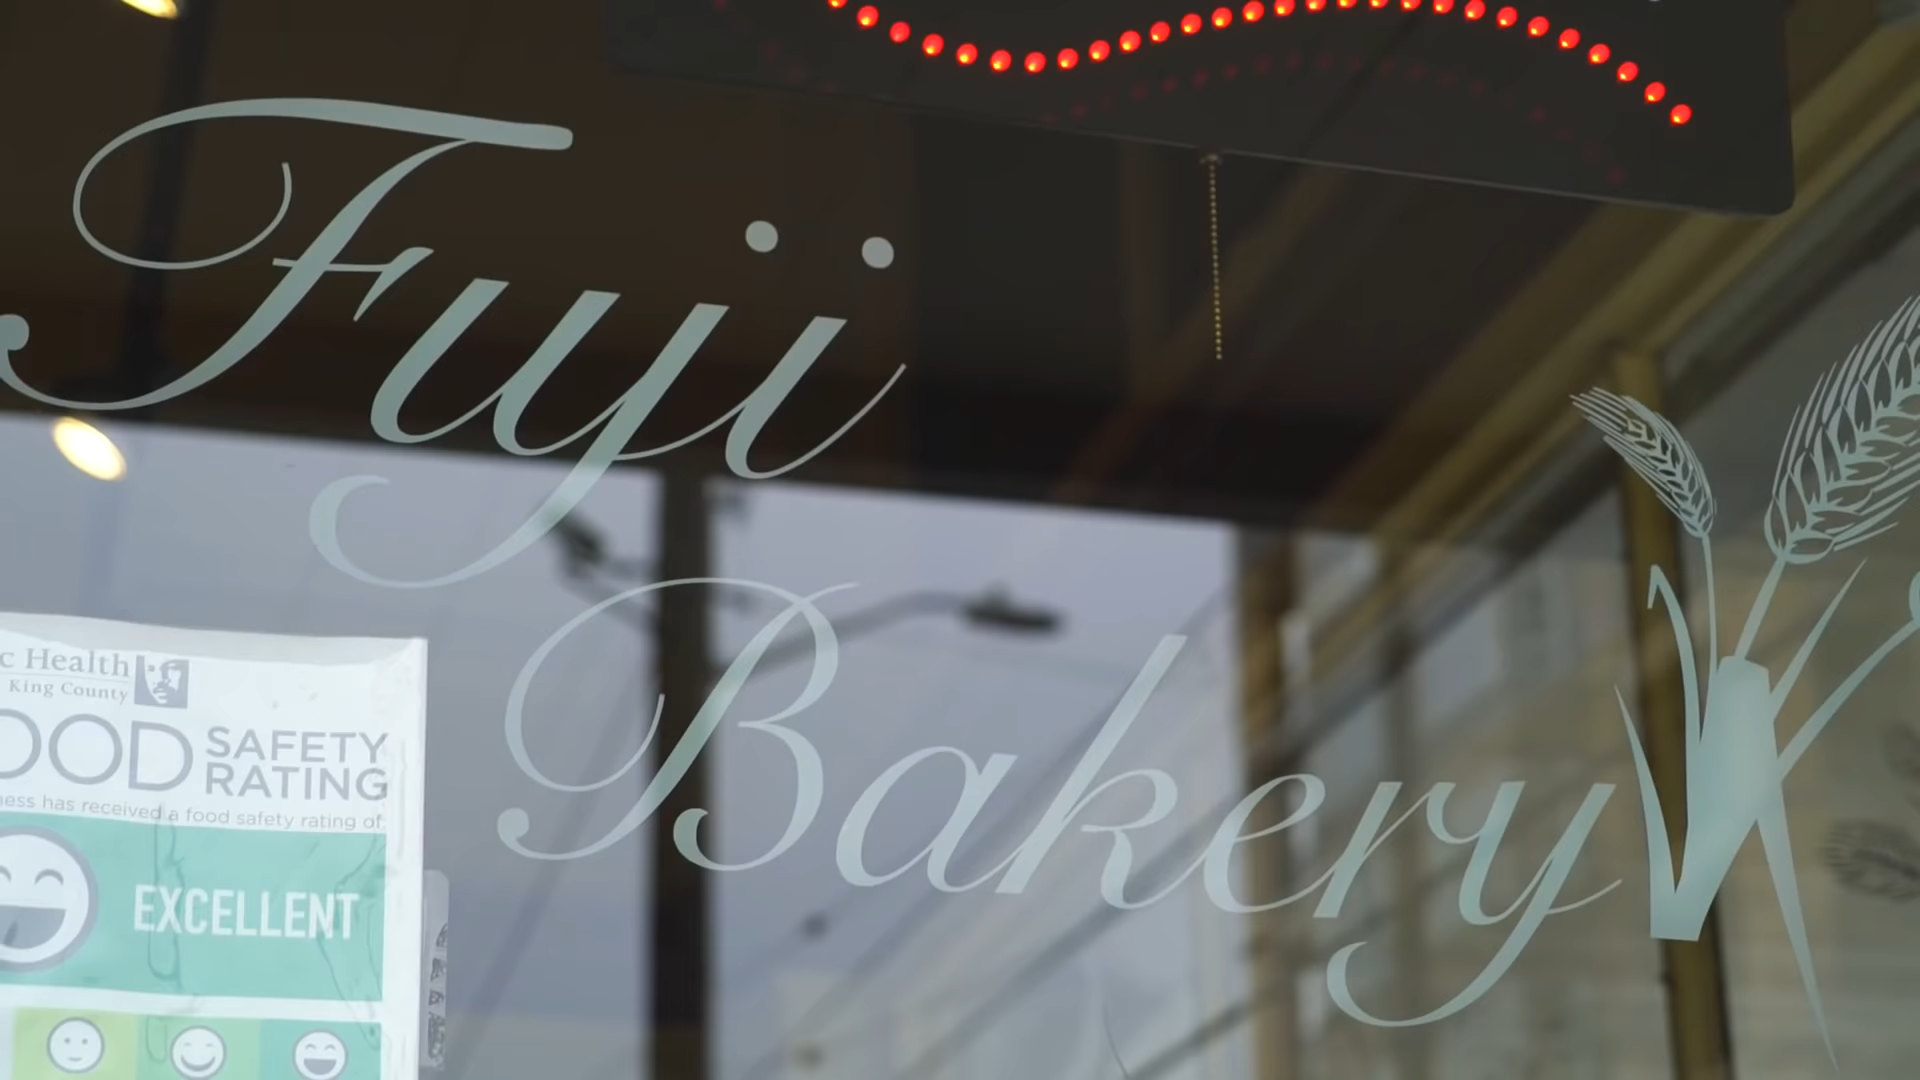 Fuji
Bakery
c Health
King County
OOD SAFETY
RATING
ness has received a food safety rating of:
EXCELLENT